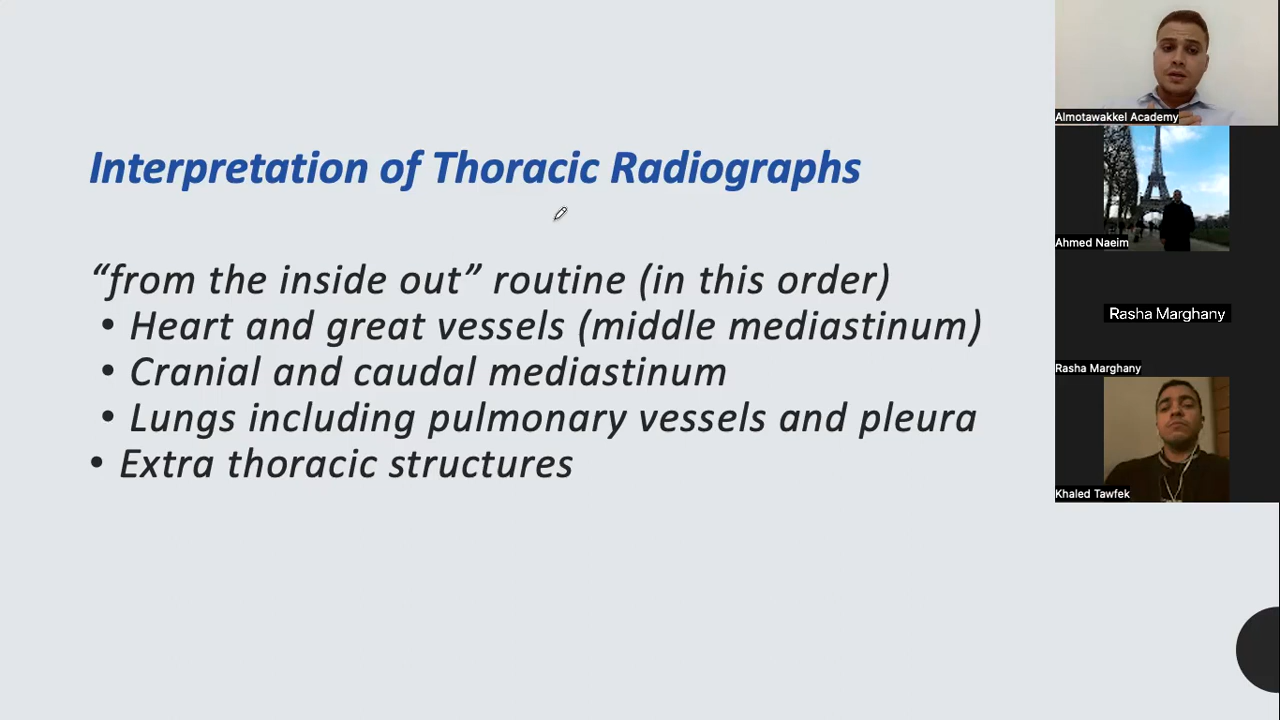 Interpretation of Thoracic Radiographs
“from the inside out” routine (in this order)
• Heart and great vessels (middle mediastinum)
• Cranial and caudal mediastinum
• Lungs including pulmonary vessels and pleura
• Extra thoracic structures
Almotawakkel Academy
Ahmed Naeim
Rasha Marghany
Rasha Marghany
Khaled Tawfek